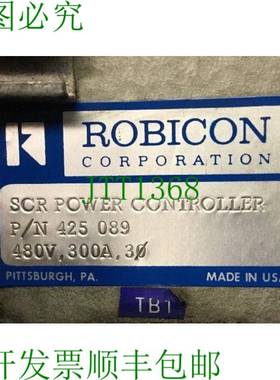 图必究
ROBICON
CORPORATION
JTT1368
SCR POWER CONTROLLER
P/N 425 089
480V,300A,3Ø
PITTSBURGH, PA.
MADE IN U.S
TB1
开发票顺丰包邮